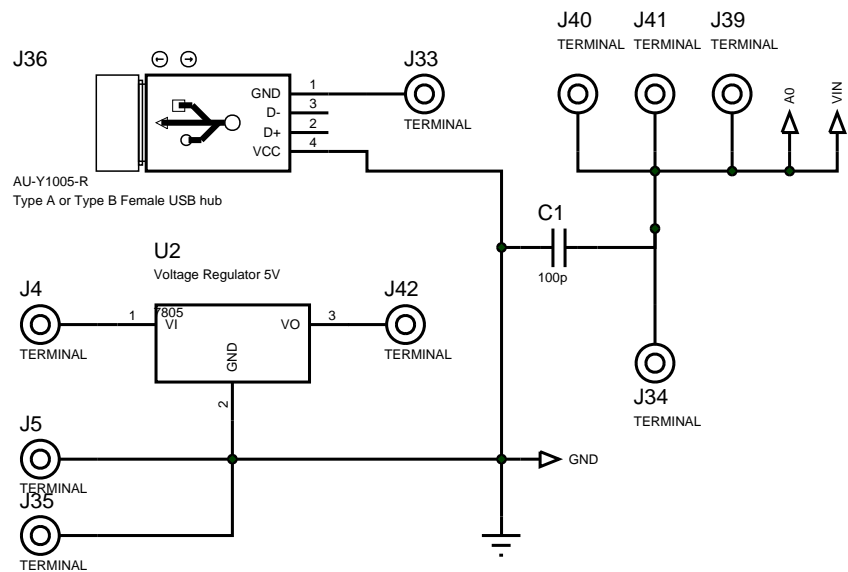 J36
GND
1
D-
3
D+
2
VCC
4
AU-Y1005-R
Type A or Type B Female USB hub
J33
TERMINAL
J40
TERMINAL
J41
TERMINAL
J39
TERMINAL
A0
VIN
C1
100p
U2
Voltage Regulator 5V
7805
J4
TERMINAL
1
VI
VO
3
GND
2
J42
TERMINAL
J34
TERMINAL
J5
TERMINAL
GND
J35
TERMINAL